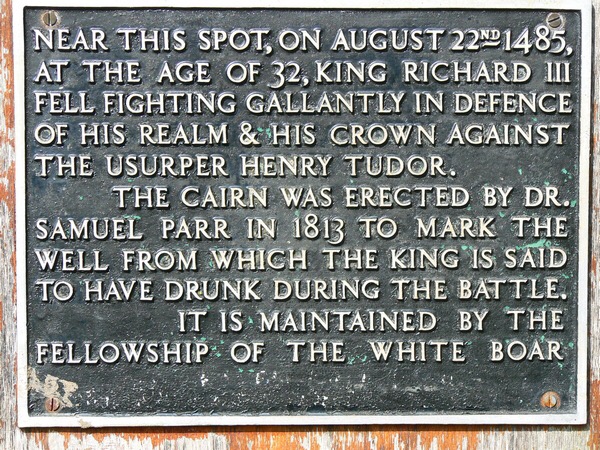 NEAR THIS SPOT, ON AUGUST 22ND 1485,
AT THE AGE OF 32, KING RICHARD III
FELL FIGHTING GALLANTLY IN DEFENCE
OF HIS REALM & HIS CROWN AGAINST
THE USURPER HENRY TUDOR.
THE CAIRN WAS ERECTED BY DR.
SAMUEL PARR IN 1813 TO MARK THE
WELL FROM WHICH THE KING IS SAID
TO HAVE DRUNK DURING THE BATTLE.
IT IS MAINTAINED BY THE
FELLOWSHIP OF THE WHITE BOAR